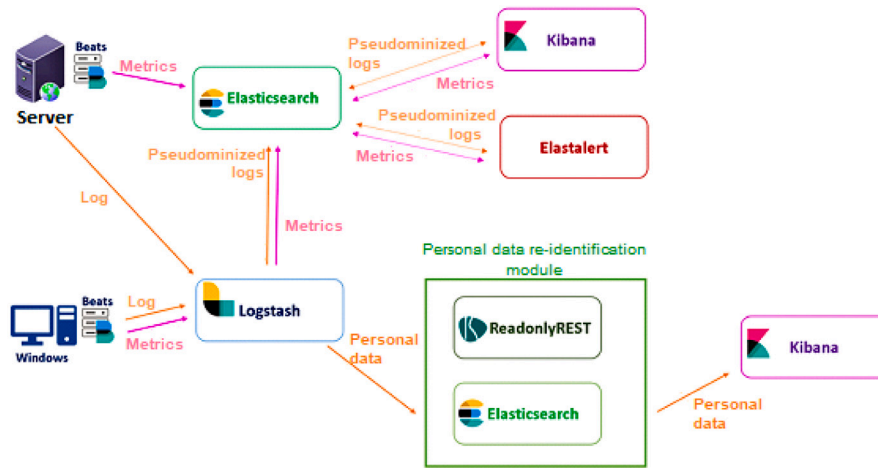 Beats
Metrics
Server
Elasticsearch
Pseudominized
logs
Metrics
Kibana
Pseudominized
logs
Metrics
Elastalert
Pseudominized
logs
Metrics
Log
Personal data re-identification
module
Beats
Log
Metrics
Windows
Logstash
Personal
data
ReadonlyREST
Elasticsearch
Personal
data
Kibana